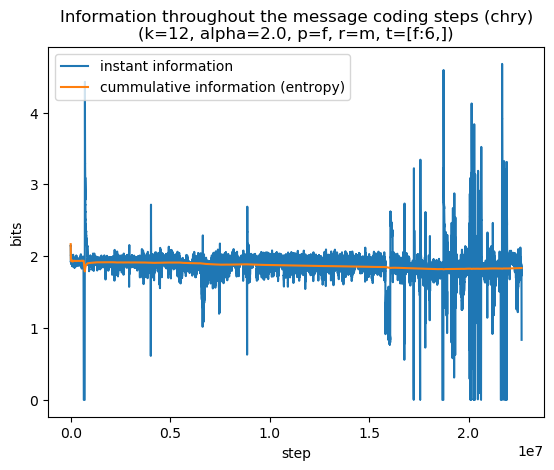 Information throughout the message coding steps (chry)
(k=12, alpha=2.0, p=f, r=m, t=[f:6,])
instant information
cummulative information (entropy)
4
3
2
1
0
bits
0.0 0.5 1.0 1.5 2.0
1e7
step